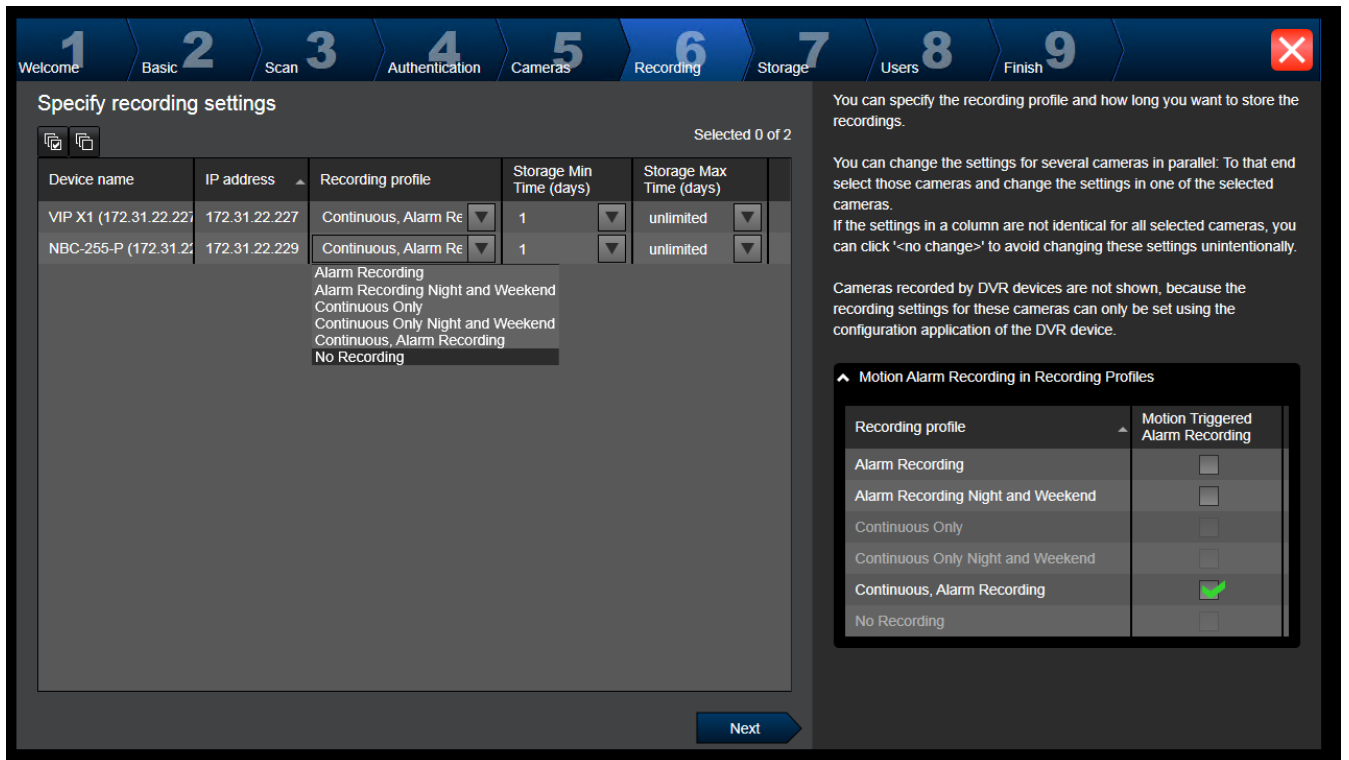 1 Welcome
2 Basic
3 Scan
4 Authentication
5 Cameras
6 Recording
7 Storage
8 Users
9 Finish
Specify recording settings
Selected 0 of 2
Device name IP address Recording profile Storage Min Time (days) Storage Max Time (days)
VIP X1 (172.31.22.227 172.31.22.227 Continuous, Alarm Re 1 unlimited
NBC-255-P (172.31.22 172.31.22.229 Continuous, Alarm Re 1 unlimited
Alarm Recording
Alarm Recording Night and Weekend
Continuous Only
Continuous Only Night and Weekend
Continuous, Alarm Recording
No Recording
Next
You can specify the recording profile and how long you want to store the
recordings.
You can change the settings for several cameras in parallel: To that end
select those cameras and change the settings in one of the selected
cameras.
If the settings in a column are not identical for all selected cameras, you
can click '<no change>' to avoid changing these settings unintentionally.
Cameras recorded by DVR devices are not shown, because the
recording settings for these cameras can only be set using the
configuration application of the DVR device.
Motion Alarm Recording in Recording Profiles
Recording profile Motion Triggered Alarm Recording
Alarm Recording
Alarm Recording Night and Weekend
Continuous Only
Continuous Only Night and Weekend
Continuous, Alarm Recording
No Recording